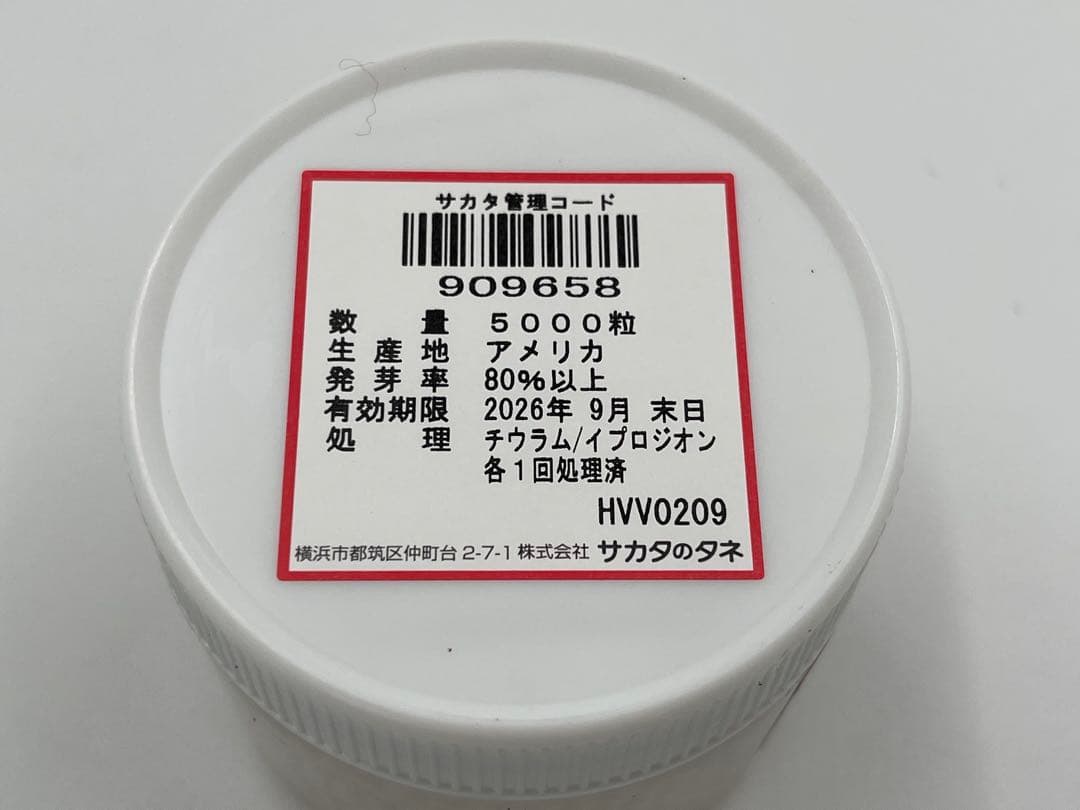 サカタ管理コード
909658
数量 5000粒
生産地 アメリカ
発芽率 80%以上
有効期限 2026年 9月 末日
処理 チウラム/イプロジオン
各1回処理済
HVV0209
横浜市都筑区仲町台2-7-1 株式会社 サカタのタネ